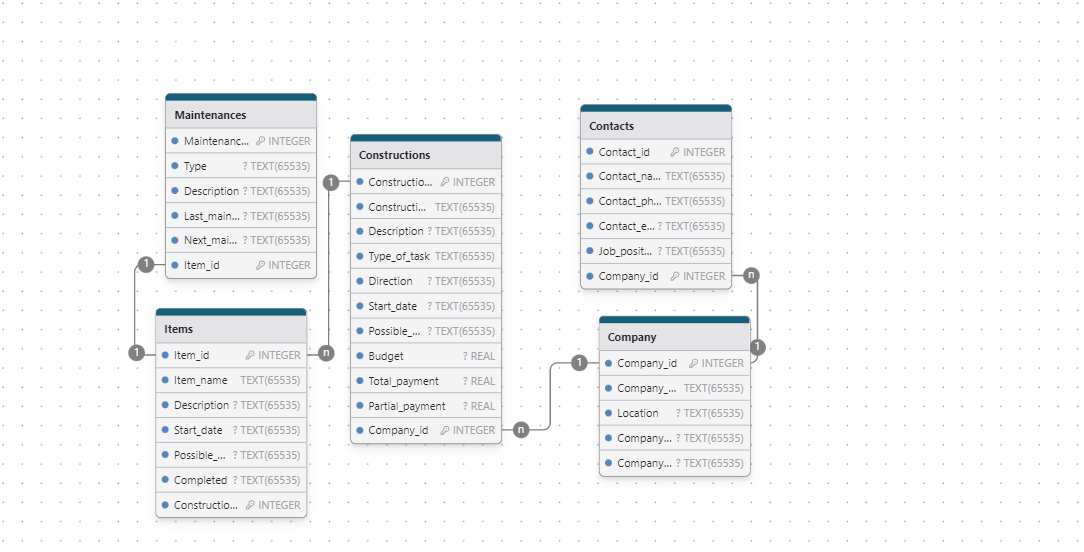 Maintenances
Maintenanc... INTEGER
Type ? TEXT(65535)
Description ? TEXT(65535)
Last_main... ? TEXT(65535)
Next_mai... ? TEXT(65535)
Item_id INTEGER
1
1
Items
Item_id INTEGER
n
Item_name TEXT(65535)
Description ? TEXT(65535)
Start_date ? TEXT(65535)
Possible_... ? TEXT(65535)
Completed ? TEXT(65535)
Constructio... INTEGER
1
Constructions
Constructio... INTEGER
Constructi... TEXT(65535)
Description ? TEXT(65535)
Type_of_task TEXT(65535)
Direction ? TEXT(65535)
Start_date ? TEXT(65535)
Possible_... ? TEXT(65535)
Budget ? REAL
Total_payment ? REAL
Partial_payment ? REAL
Company_id INTEGER
n
Contacts
Contact_id INTEGER
Contact_na... TEXT(65535)
Contact_ph... TEXT(65535)
Contact_e... ? TEXT(65535)
Job_posit... ? TEXT(65535)
Company_id INTEGER
n
1
Company
1
Company_id INTEGER
Company_... TEXT(65535)
Location ? TEXT(65535)
Company... ? TEXT(65535)
Company... ? TEXT(65535)